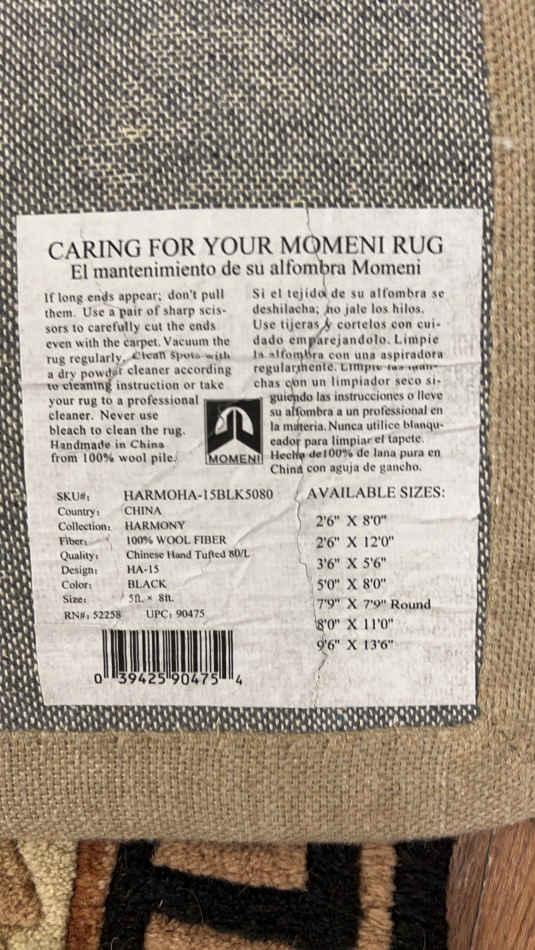 CARING FOR YOUR MOMENI RUG
El mantenimiento de su alfombra Momeni
If long ends appear; don't pull
them. Use a pair of sharp scis-
sors to carefully cut the ends
even with the carpet. Vacuum the
rug regularly. Clean spots with
a dry powder cleaner according
to cleaning instruction or take
your rug to a professional
cleaner. Never use
bleach to clean the rug.
Handmade in China
from 100% wool pile.
Si el tejido de su alfombra se
deshilacha; no jale los hilos.
Use tijeras y cortelos con cui-
dado emparejandolo. Limpie
la alfombra con una aspiradora
regularmente. Limpie las man-
chas con un limpiador seco si-
guiendo las instrucciones o lleve
su alfombra a un professional en
la materia. Nunca utilice blanqu-
eador para limpiar el tapete.
Hecha de100% de lana pura en
China con aguja de gancho.
MOMENI
SKU#: HARMOHA-15BLK5080
Country: CHINA
Collection: HARMONY
Fiber: 100% WOOL FIBER
Quality: Chinese Hand Tufted 80/L
Design: HA-15
Color: BLACK
Size: 5ft. × 8ft.
RN#: 52258 UPC: 90475
0 39425 90475 4
AVAILABLE SIZES:
2'6" X 8'0"
2'6" X 12'0"
3'6" X 5'6"
5'0" X 8'0"
7'9" X 7'9" Round
8'0" X 11'0"
9'6" X 13'6"